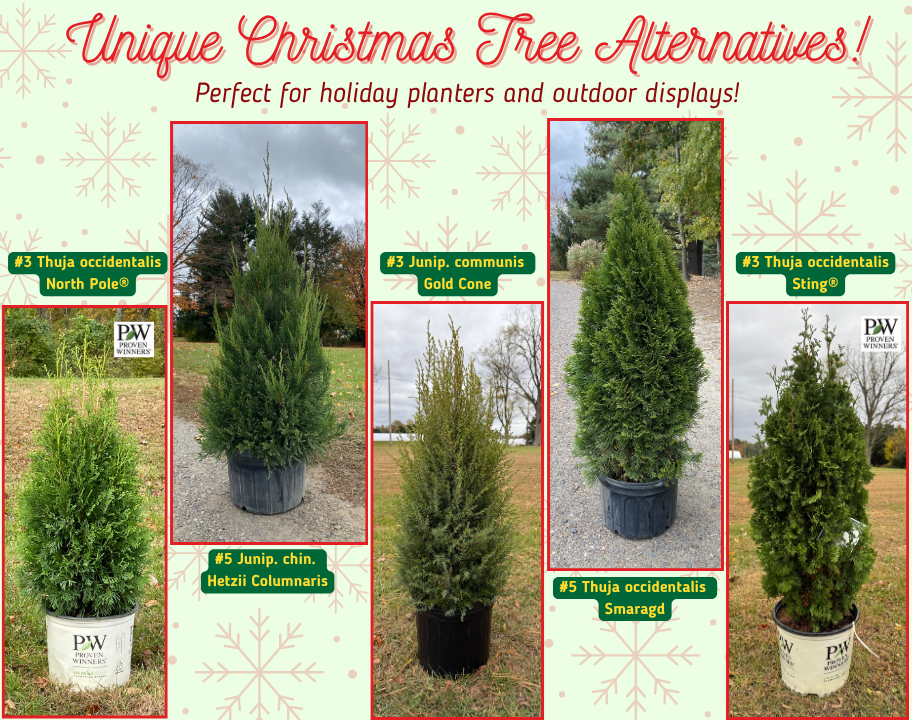 Unique Christmas Tree Alternatives!
Perfect for holiday planters and outdoor displays!
#3 Thuja occidentalis
North Pole®
#5 Junip. chin.
Hetzii Columnaris
#3 Junip. communis
Gold Cone
#5 Thuja occidentalis
Smaragd
#3 Thuja occidentalis
Sting®
PW
PROVEN
WINNERS®
PW
PROVEN
WINNERS®
PW
PROVEN
WINNERS®
PW
PROVEN
WINNERS